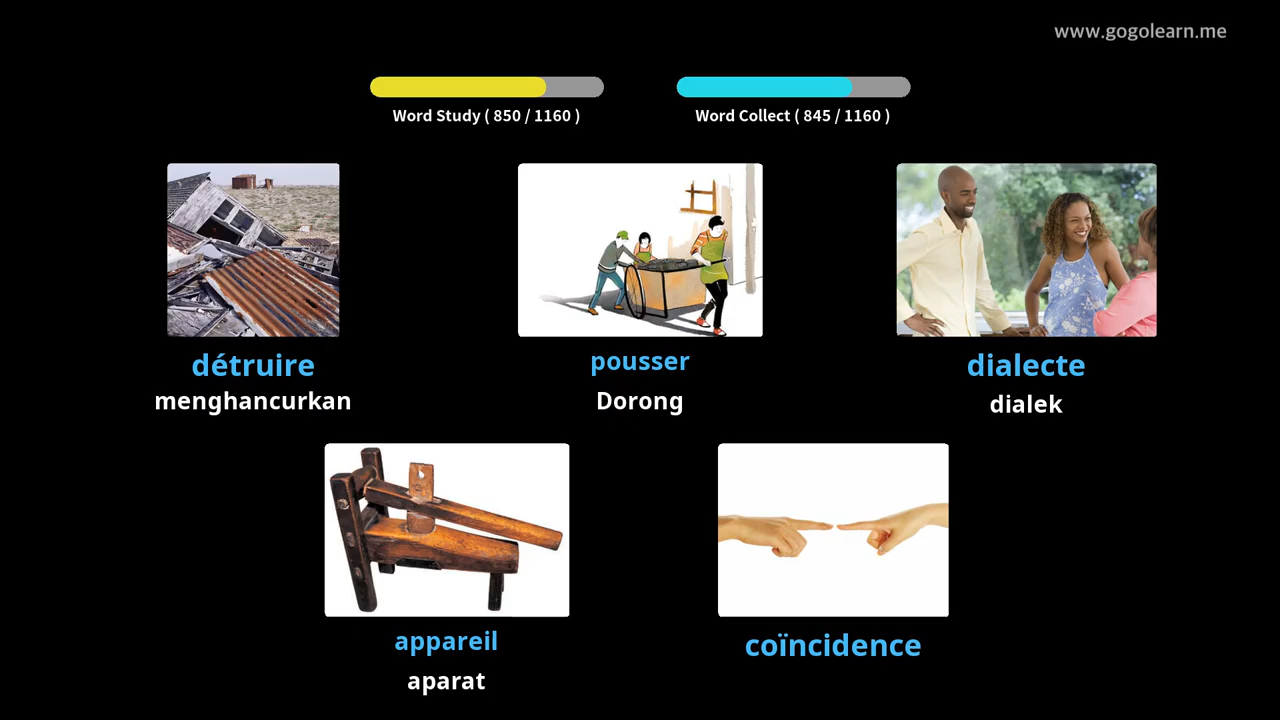 www.gogolearn.me
Word Study ( 850 / 1160 )
Word Collect ( 845 / 1160 )
détruire
menghancurkan
pousser
Dorong
dialecte
dialek
appareil
aparat
coïncidence